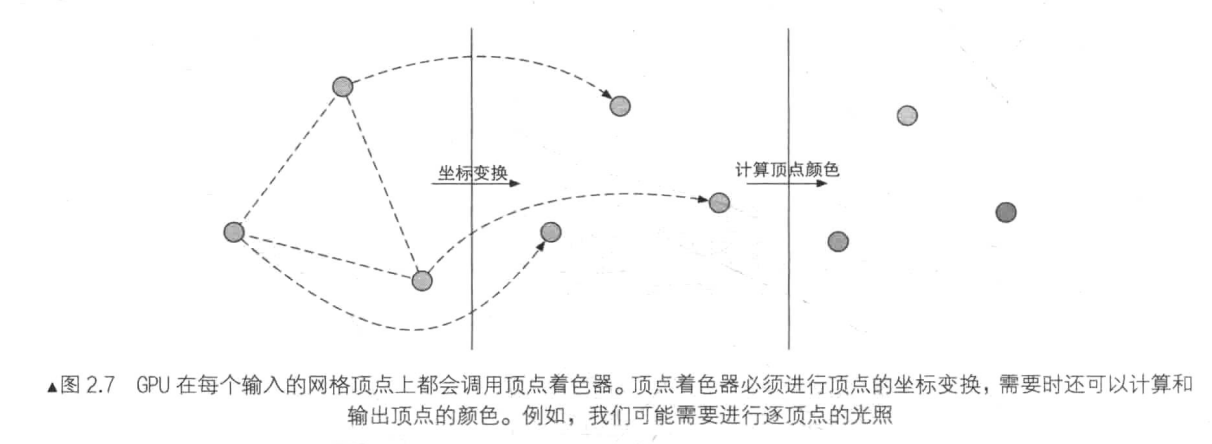 坐标变换
计算顶点颜色
▲图 2.7 GPU 在每个输入的网格顶点上都会调用顶点着色器。顶点着色器必须进行顶点的坐标变换，需要时还可以计算和
输出顶点的颜色。例如，我们可能需要进行逐顶点的光照